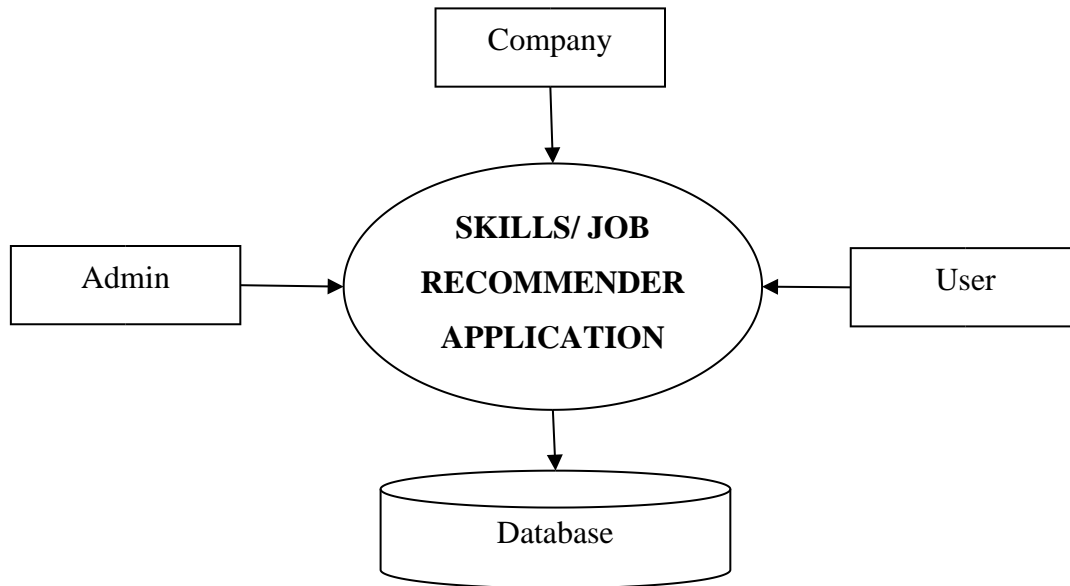 Company
Admin
SKILLS/ JOB
RECOMMENDER
APPLICATION
User
Database